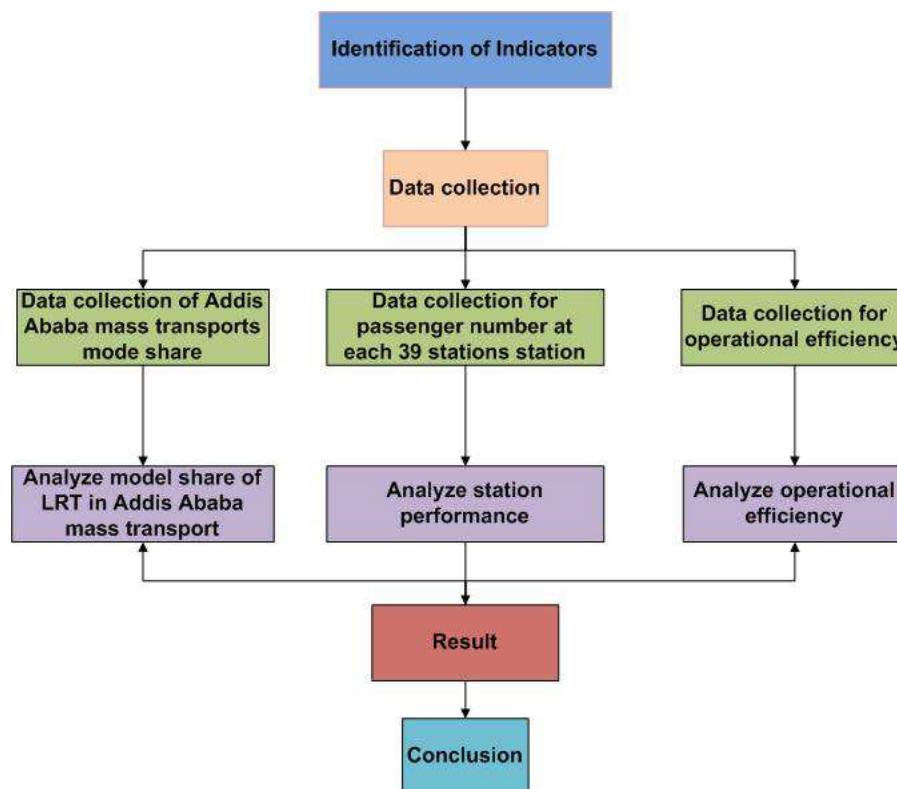 Identification of Indicators
Data collection
Data collection of Addis
Ababa mass transports
mode share
Data collection for
passenger number at
each 39 stations station
Data collection for
operational efficiency
Analyze model share of
LRT in Addis Ababa
mass transport
Analyze station
performance
Analyze operational
efficiency
Result
Conclusion